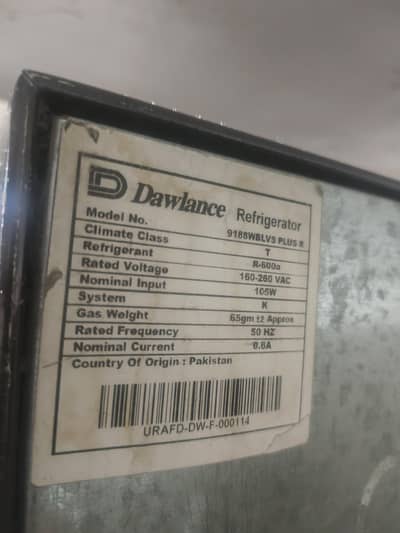 Dawlance Refrigerator
Model No. 9188WBLVS PLUS R
Climate Class T
Refrigerant R-600a
Rated Voltage 160-260 VAC
Nominal Input 105W
System K
Gas Weight 65gm ±2 Approx
Rated Frequency 50 HZ
Nominal Current 0.6A
Country Of Origin : Pakistan
URAFD-DW-F-000114